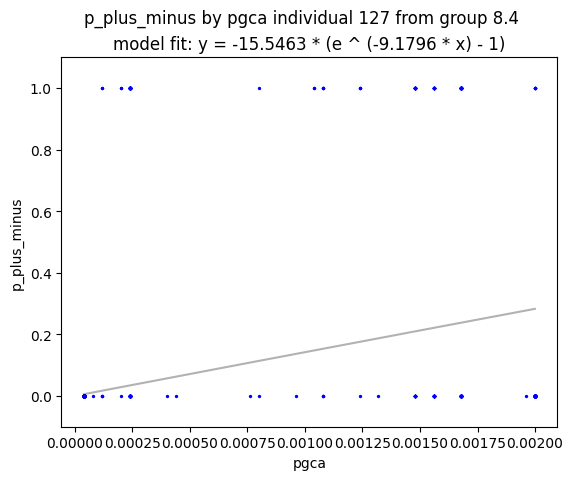 p_plus_minus by pgca individual 127 from group 8.4
model fit: y = -15.5463 * (e ^ (-9.1796 * x) - 1)
1.0
0.8
0.6
0.4
0.2
0.0
p_plus_minus
0.00000 0.00025 0.00050 0.00075 0.00100 0.00125 0.00150 0.00175 0.00200
pgca